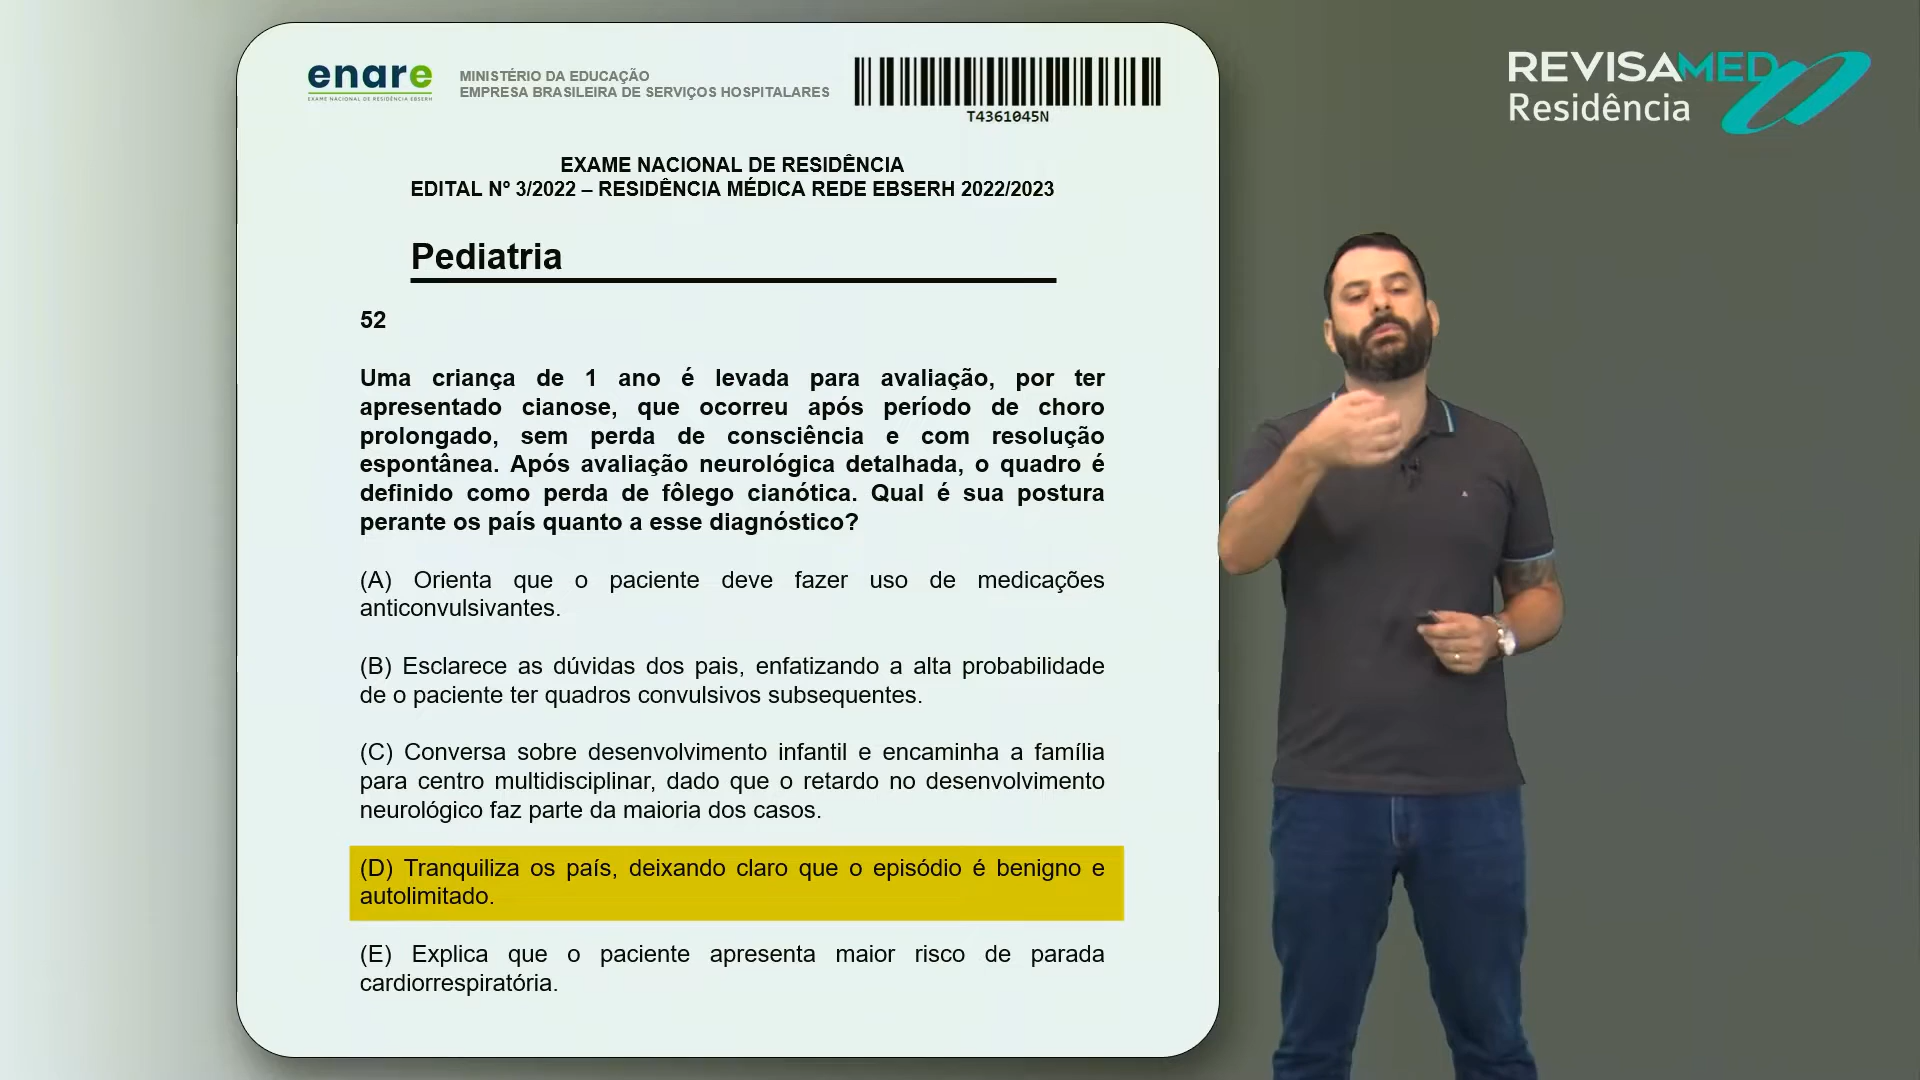 enare
EXAME NACIONAL DE RESIDÊNCIA EBSERH
MINISTÉRIO DA EDUCAÇÃO
EMPRESA BRASILEIRA DE SERVIÇOS HOSPITALARES
T4361045N
REVISAMED
Residência
EXAME NACIONAL DE RESIDÊNCIA
EDITAL Nº 3/2022 – RESIDÊNCIA MÉDICA REDE EBSERH 2022/2023
Pediatria
52
Uma criança de 1 ano é levada para avaliação, por ter
apresentado cianose, que ocorreu após período de choro
prolongado, sem perda de consciência e com resolução
espontânea. Após avaliação neurológica detalhada, o quadro é
definido como perda de fôlego cianótica. Qual é sua postura
perante os país quanto a esse diagnóstico?
(A) Orienta que o paciente deve fazer uso de medicações
anticonvulsivantes.
(B) Esclarece as dúvidas dos pais, enfatizando a alta probabilidade
de o paciente ter quadros convulsivos subsequentes.
(C) Conversa sobre desenvolvimento infantil e encaminha a família
para centro multidisciplinar, dado que o retardo no desenvolvimento
neurológico faz parte da maioria dos casos.
(D) Tranquiliza os país, deixando claro que o episódio é benigno e
autolimitado.
(E) Explica que o paciente apresenta maior risco de parada
cardiorrespiratória.